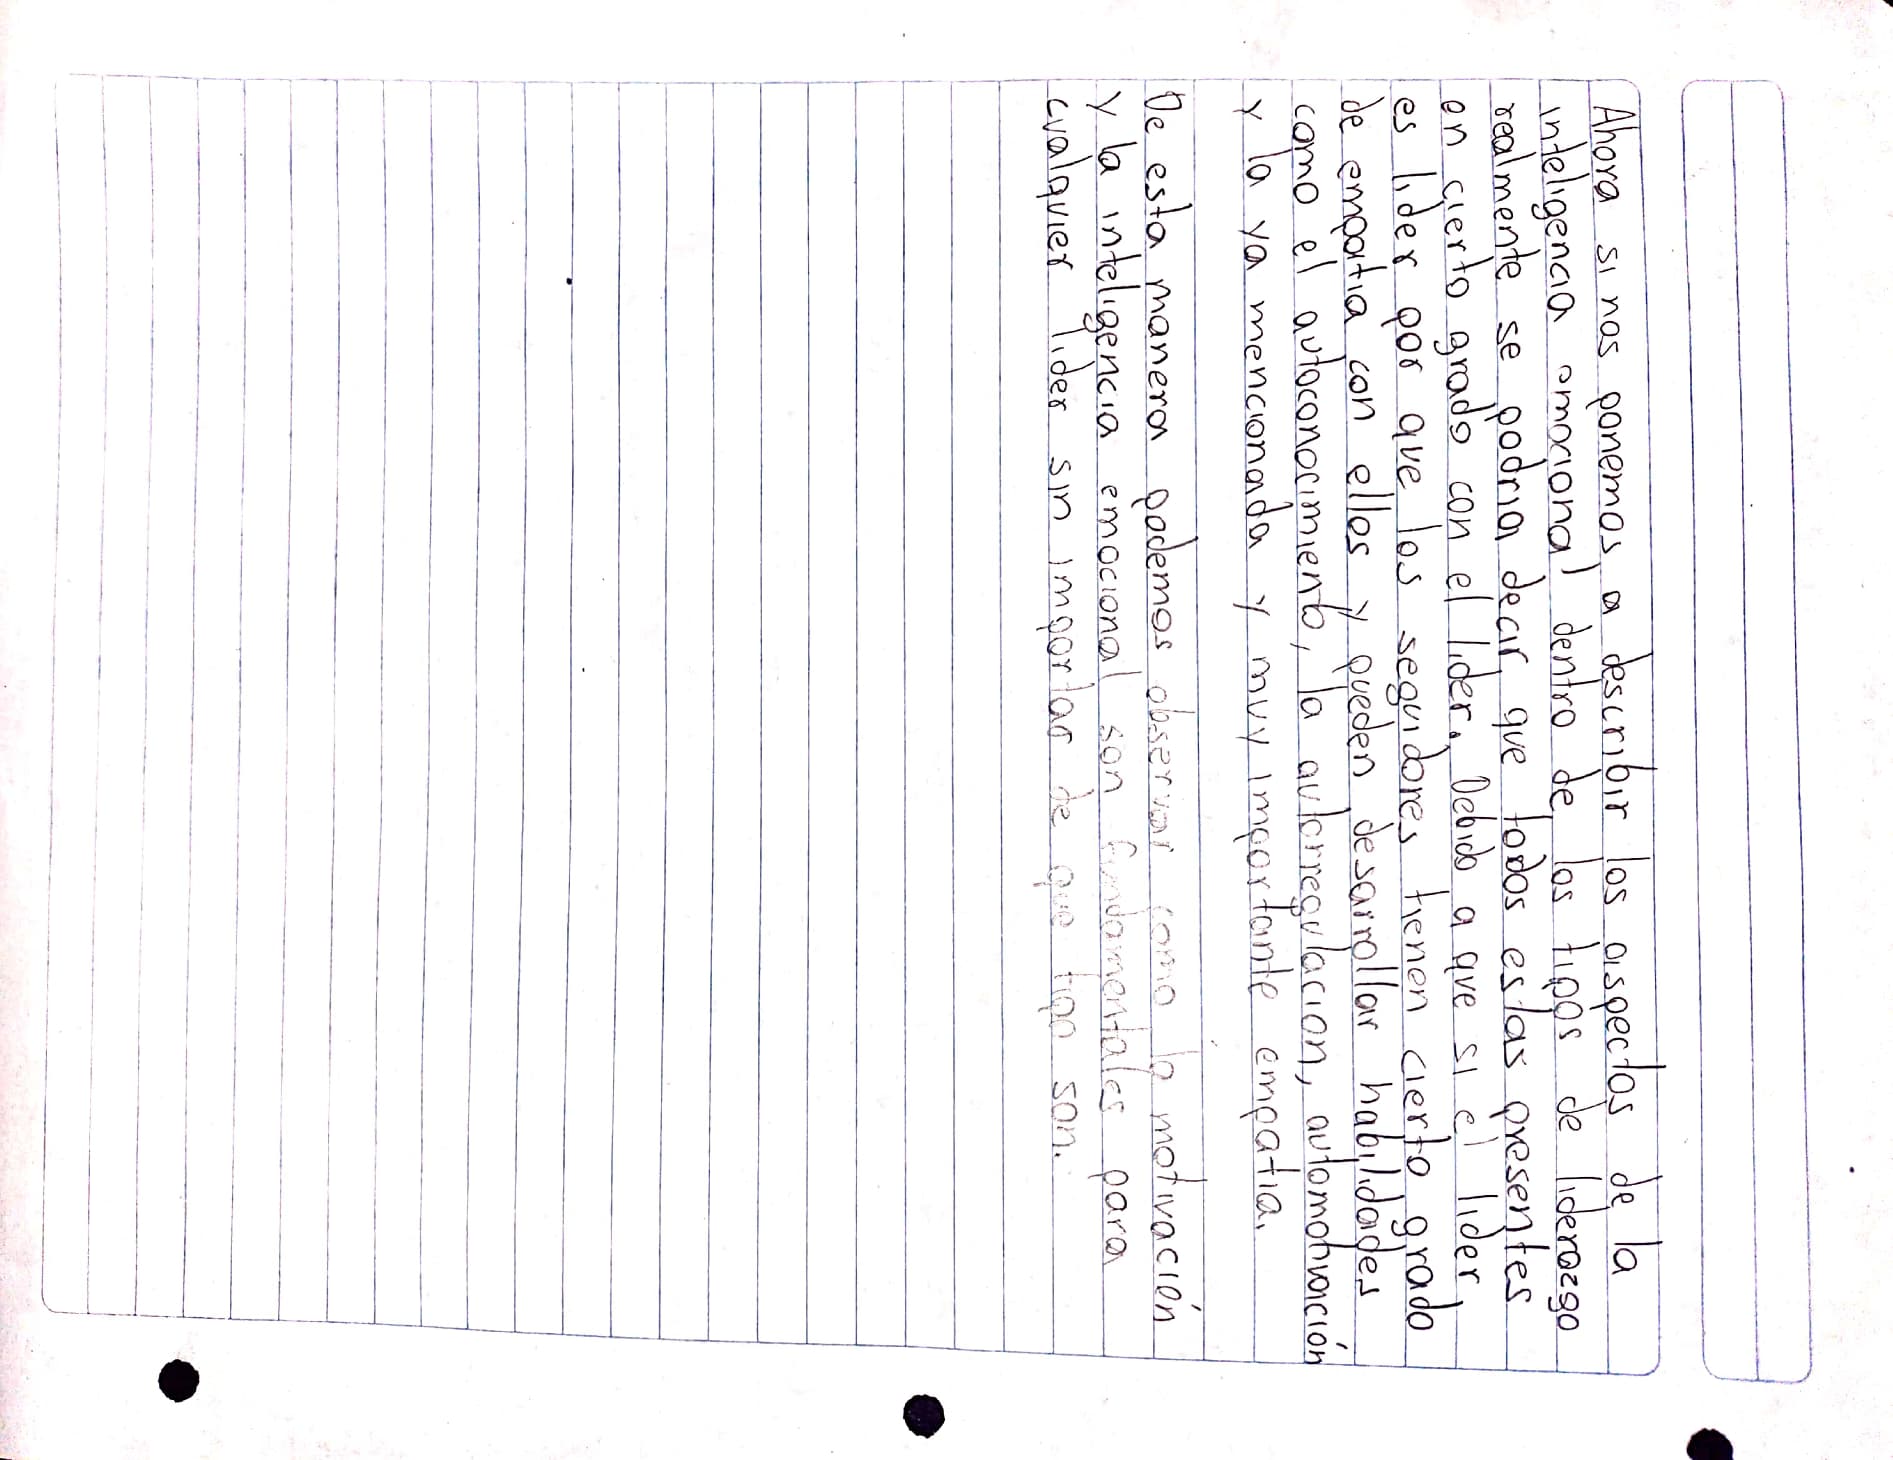 Ahora si nos ponemos a describir los aspectos de la
inteligencia emocional dentro de los tipos de liderazgo
realmente se podria decir que todos estas presentes
en cierto grado con el lider. Debido a que si el lider
es lider por que los seguidores tienen cierto grado
de empatia con ellos y pueden desarrollar habilidades
como el autoconocimiento, la autorregulacion, automotivación
y la ya mencionada y muy importante empatia.
De esta manera podemos observar como la motivación
y la inteligencia emocional son fundamentales para
cualquier lider sin importar de que tipo son.